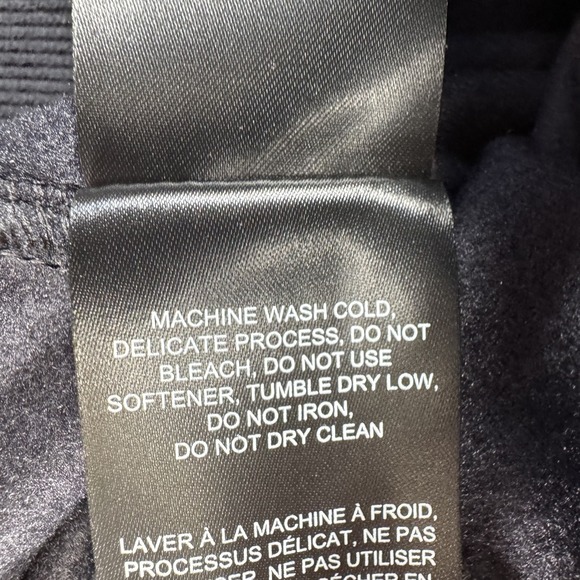 MACHINE WASH COLD,
DELICATE PROCESS, DO NOT
BLEACH, DO NOT USE
SOFTENER, TUMBLE DRY LOW,
DO NOT IRON,
DO NOT DRY CLEAN
LAVER À LA MACHINE À FROID,
PROCESSUS DÉLICAT, NE PAS
NE PAS UTILISER